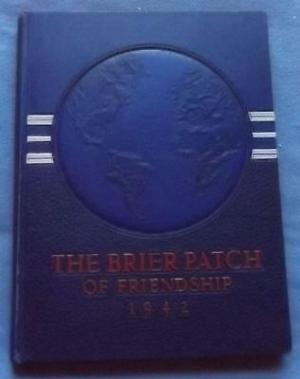 THE BRIER PATCH
OF FRIENDSHIP
1942